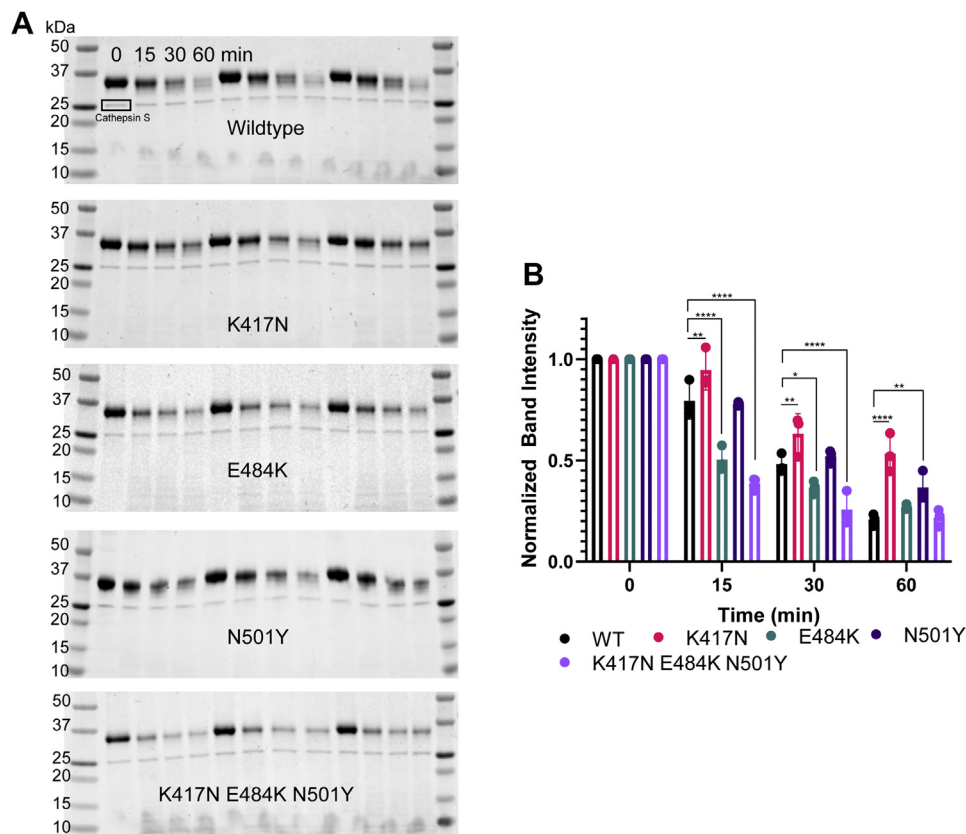 A
kDa
50
37
25
20
15
10
0 15 30 60 min
Cathepsin S
Wildtype
50
37
25
20
15
10
K417N
50
37
25
20
15
10
E484K
50
37
25
20
15
10
N501Y
50
37
25
20
15
10
K417N E484K N501Y
B
Normalized Band Intensity
1.0
0.5
0.0
****
****
**
****
*
**
**
****
0 15 30 60
Time (min)
WT K417N E484K N501Y
K417N E484K N501Y